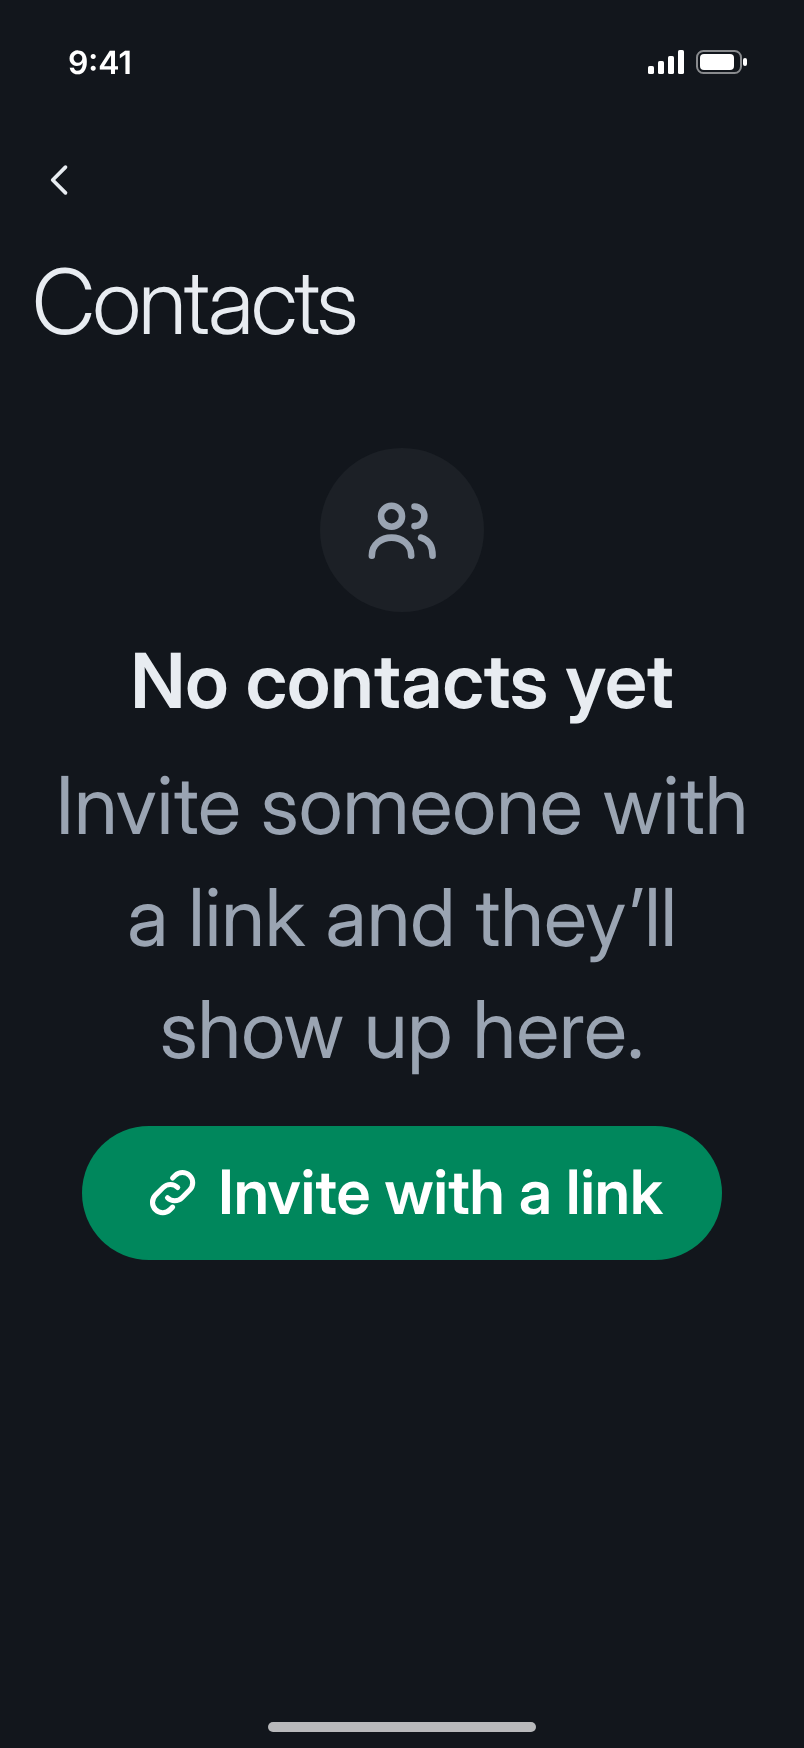 9:41
Contacts
No contacts yet
Invite someone with
a link and they’ll
show up here.
Invite with a link